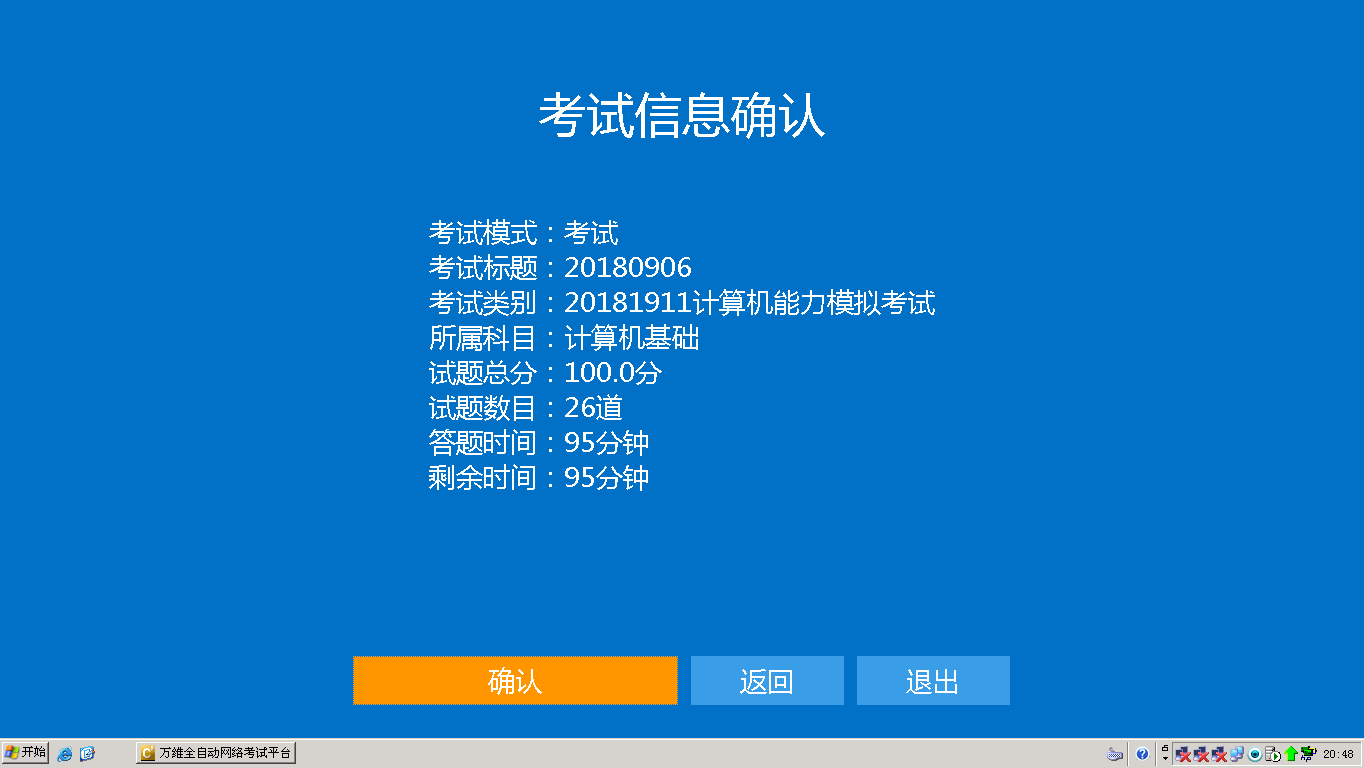 考试信息确认
考试模式：考试
考试标题：20180906
考试类别：20181911计算机能力模拟考试
所属科目：计算机基础
试题总分：100.0分
试题数目：26道
答题时间：95分钟
剩余时间：95分钟
确认 返回 退出
开始 万维全自动网络考试平台 20:48